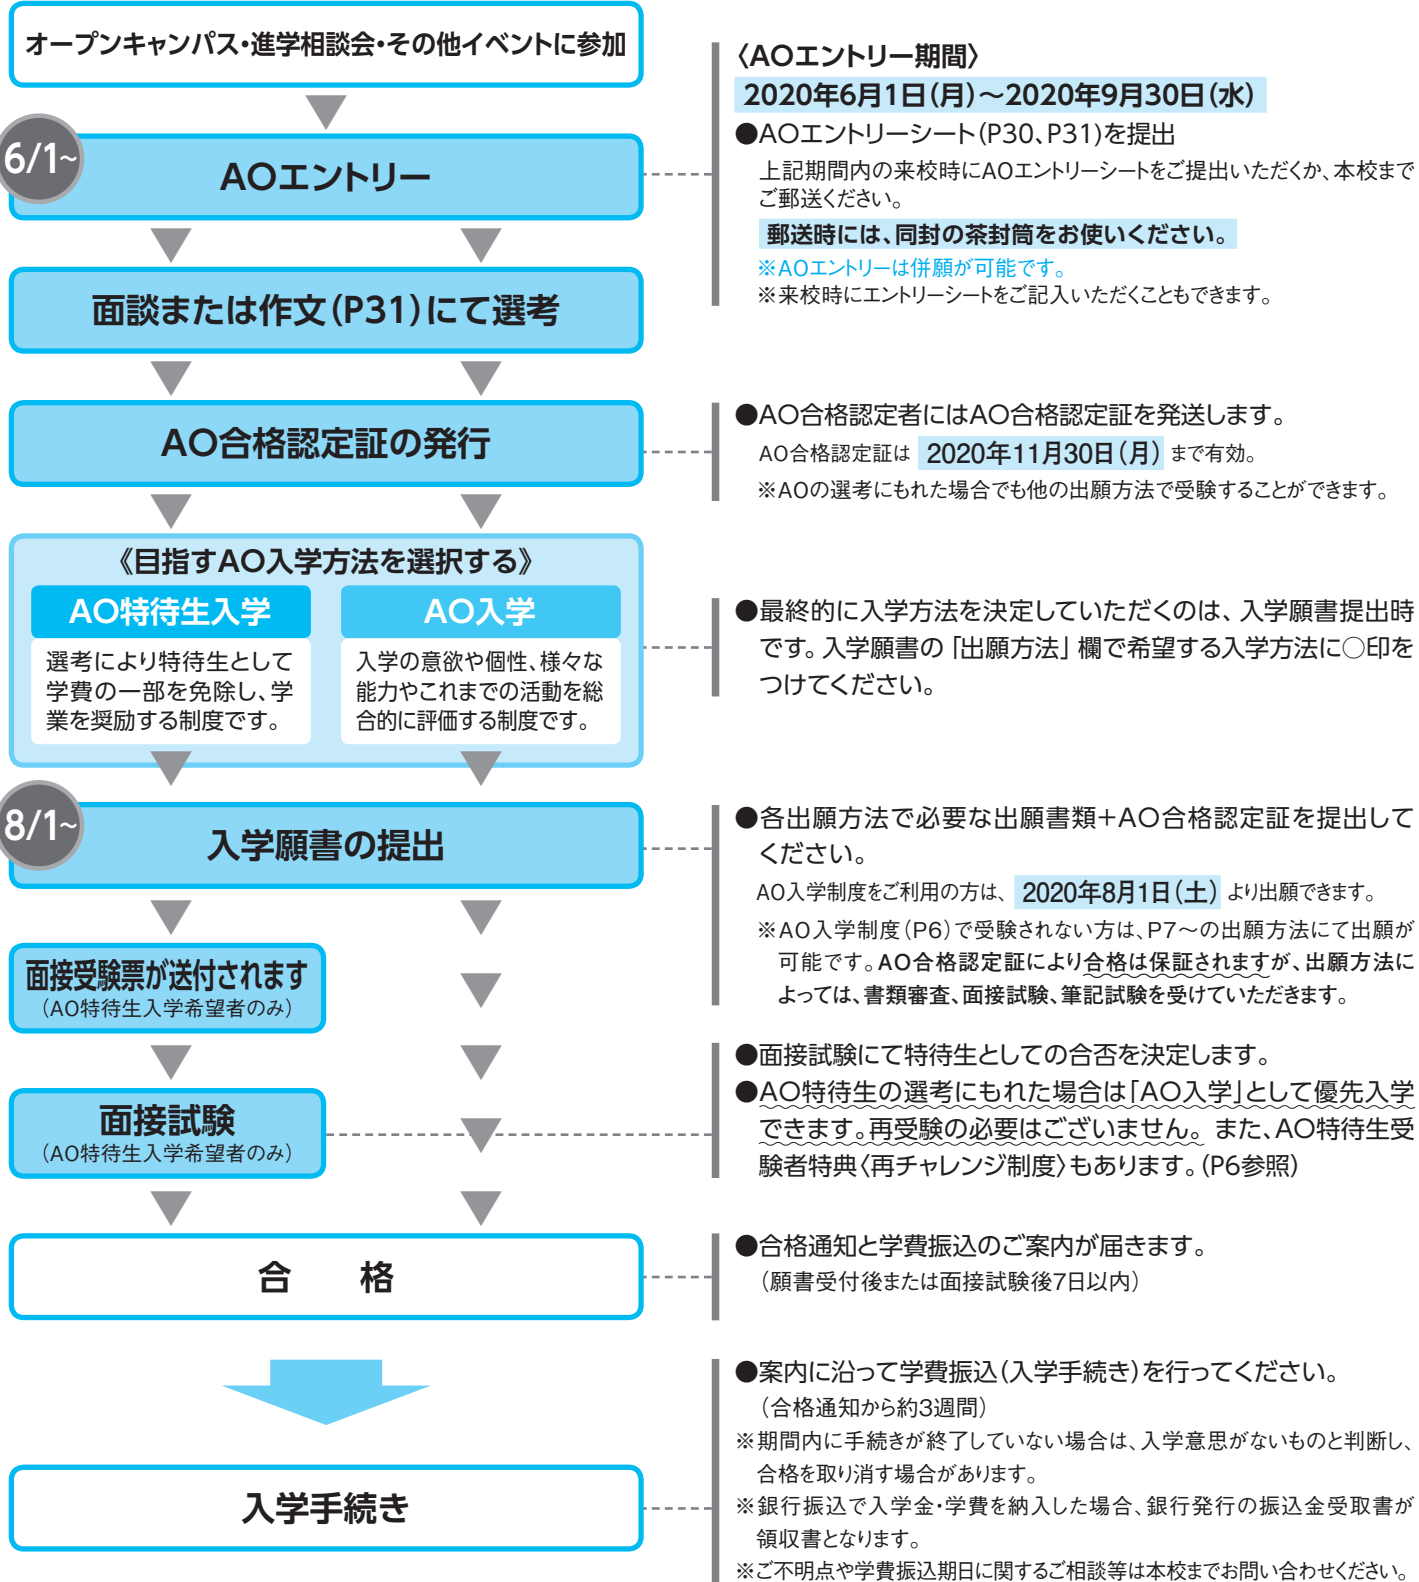 オープンキャンパス・進学相談会・その他イベントに参加
6/1~
AOエントリー
〈AOエントリー期間〉
2020年6月1日(月)～2020年9月30日(水)
●AOエントリーシート(P30、P31)を提出
上記期間内の来校時にAOエントリーシートをご提出いただくか、本校まで
ご郵送ください。
郵送時には、同封の茶封筒をお使いください。
※AOエントリーは併願が可能です。
※来校時にエントリーシートをご記入いただくこともできます。
面談または作文(P31)にて選考
AO合格認定証の発行
●AO合格認定者にはAO合格認定証を発送します。
AO合格認定証は 2020年11月30日(月) まで有効。
※AOの選考にもれた場合でも他の出願方法で受験することができます。
《目指すAO入学方法を選択する》
AO特待生入学
選考により特待生として
学費の一部を免除し、学
業を奨励する制度です。
AO入学
入学の意欲や個性、様々な
能力やこれまでの活動を総
合的に評価する制度です。
●最終的に入学方法を決定していただくのは、入学願書提出時
です。入学願書の「出願方法」欄で希望する入学方法に○印を
つけてください。
8/1~
入学願書の提出
●各出願方法で必要な出願書類+AO合格認定証を提出して
ください。
AO入学制度をご利用の方は、 2020年8月1日(土) より出願できます。
※AO入学制度(P6)で受験されない方は、P7～の出願方法にて出願が
可能です。AO合格認定証により合格は保証されますが、出願方法に
よっては、書類審査、面接試験、筆記試験を受けていただきます。
面接受験票が送付されます
(AO特待生入学希望者のみ)
面接試験
(AO特待生入学希望者のみ)
●面接試験にて特待生としての合否を決定します。
●AO特待生の選考にもれた場合は「AO入学」として優先入学
できます。再受験の必要はございません。また、AO特待生受
験者特典〈再チャレンジ制度〉もあります。(P6参照)
合　格
●合格通知と学費振込のご案内が届きます。
(願書受付後または面接試験後7日以内)
入学手続き
●案内に沿って学費振込(入学手続き)を行ってください。
(合格通知から約3週間)
※期間内に手続きが終了していない場合は、入学意思がないものと判断し、
合格を取り消す場合があります。
※銀行振込で入学金・学費を納入した場合、銀行発行の振込金受取書が
領収書となります。
※ご不明点や学費振込期日に関するご相談等は本校までお問い合わせください。